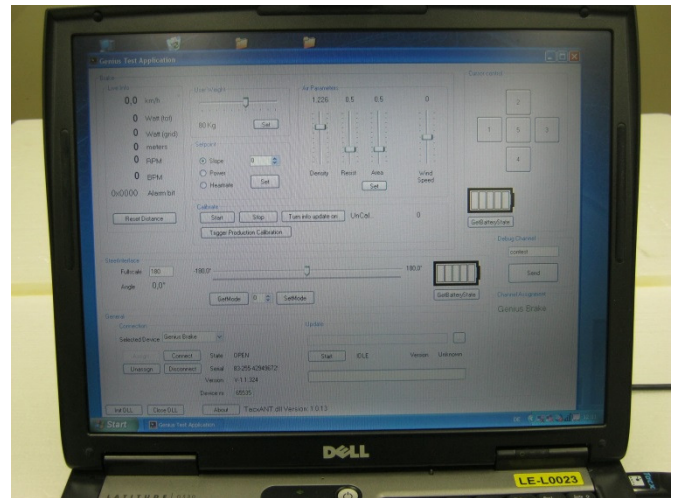 Genius Test Application
Brake
User Weight
Air Parameters
0,0 km/h
1.226 0.5 0.5 0
0 Watt (tot)
80 Kg Set
0 Watt (grid)
0 meters
Setpoint
0 RPM
Slope 0
0 BPM
Power
Density Resist Area Wind Speed
0x0000 Alarm bit
Heartrate Set
Set
2
1 5 3
4
Calibrate
Reset Distance
Start Stop Turn info update on UnCal... 0
Trigger Production Calibration
GetBatteryState
Debug Channel
Send
Fullscale 180
-180.0° 180.0°
Angle 0,0°
GetMode 0 SetMode
GetBatteryState
Channel Assignment
Genius Brake
General
Connection
Update
Selected Device Genius Brake
Connect State OPEN
Start IDLE Version Unknown
Unassign Disconnect Serial
Version
Device nr.
Init DLL Close DLL About TacxANT dll Version: 1.0.13
Start Genius Test Application
DELL
LATITUDE
LE-L0023